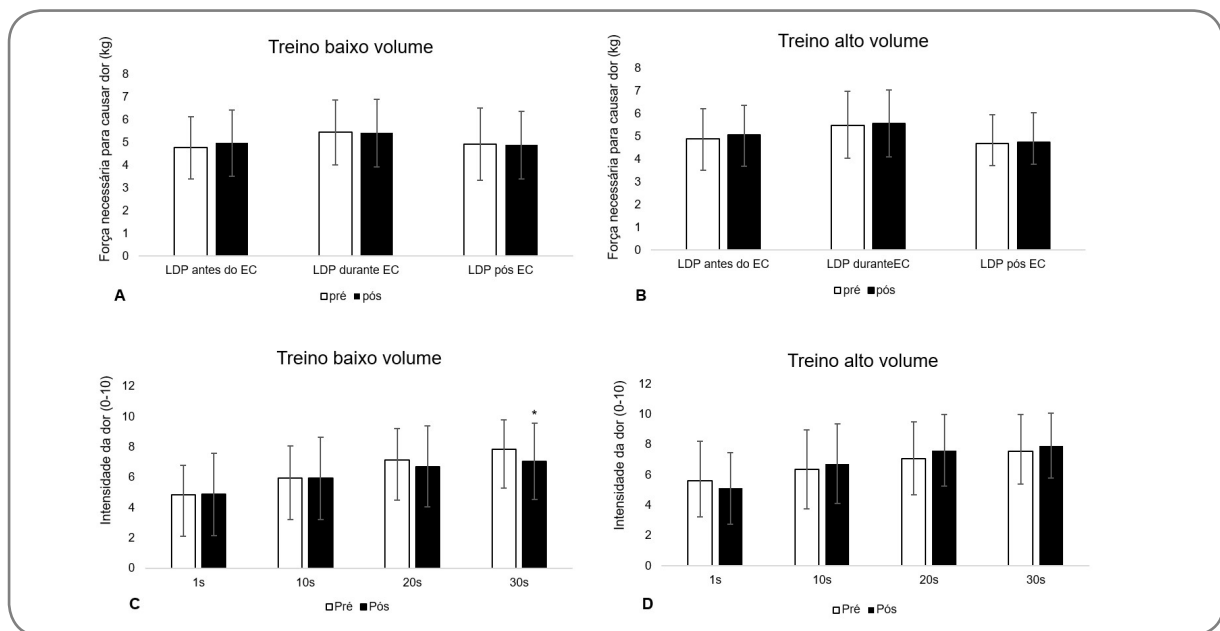 Treino baixo volume
Força necessária para causar dor (kg)
8
7
6
5
4
3
2
1
0
LDP antes do EC LDP durante EC LDP pós EC
A
pré pós
Treino alto volume
Força necessária para causar dor (kg)
8
7
6
5
4
3
2
1
0
LDP antes do EC LDP duranteEC LDP pós EC
B
pré pós
Treino baixo volume
Intensidade da dor (0-10)
12
10
8
6
4
2
0
*
1s 10s 20s 30s
C
Pré Pós
Treino alto volume
Intensidade da dor (0-10)
12
10
8
6
4
2
0
1s 10s 20s 30s
D
Pré Pós